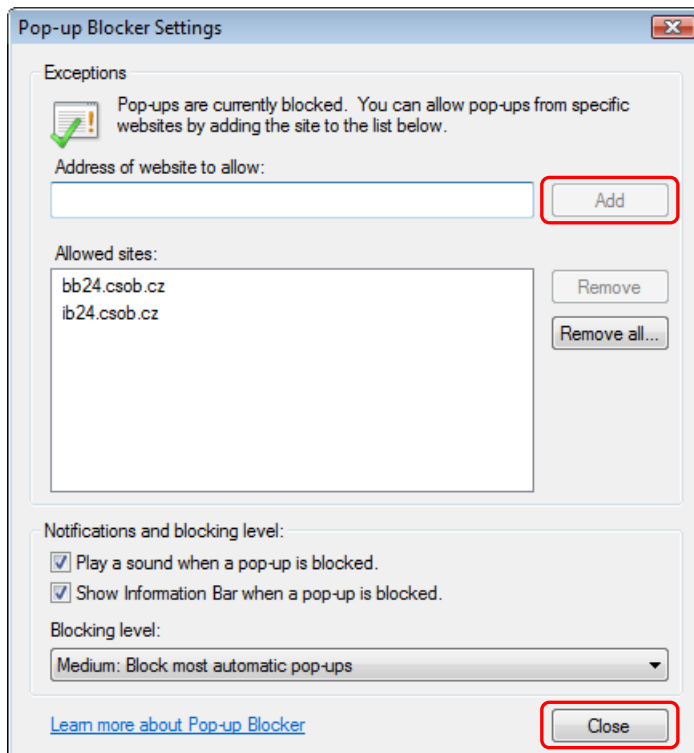 Pop-up Blocker Settings
Exceptions
Pop-ups are currently blocked. You can allow pop-ups from specific
websites by adding the site to the list below.
Address of website to allow:
Add
Allowed sites:
bb24.csob.cz
ib24.csob.cz
Remove
Remove all...
Notifications and blocking level:
Play a sound when a pop-up is blocked.
Show Information Bar when a pop-up is blocked.
Blocking level:
Medium: Block most automatic pop-ups
Learn more about Pop-up Blocker
Close